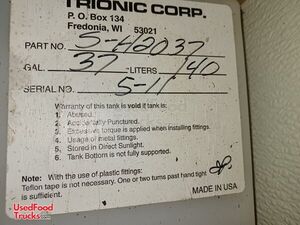 TRIONIC CORP.
P. O. Box 134
Fredonia, WI 53021
PART NO. S-H2037
GAL. 37 -LITERS 140
SERIAL NO. 5-11
Warranty of this tank is void if tank is:
1. Abused.
2. Accidentally Punctured.
3. Excessive torque is applied when installing fittings.
4. Usage of metal fittings.
5. Stored in Direct Sunlight.
6. Tank Bottom is not fully supported.
Note: With the use of plastic fittings:
Teflon tape is not necessary. One or two turns past hand tight
is sufficient.
MADE IN USA
UsedFood
Trucks.com